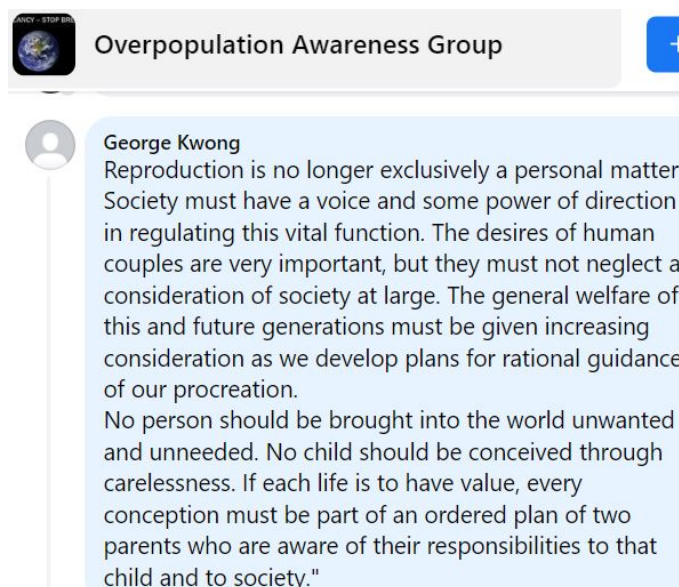 ANCY - STOP BRE
Overpopulation Awareness Group
+
George Kwong
Reproduction is no longer exclusively a personal matter
Society must have a voice and some power of direction
in regulating this vital function. The desires of human
couples are very important, but they must not neglect a
consideration of society at large. The general welfare of
this and future generations must be given increasing
consideration as we develop plans for rational guidance
of our procreation.
No person should be brought into the world unwanted
and unneeded. No child should be conceived through
carelessness. If each life is to have value, every
conception must be part of an ordered plan of two
parents who are aware of their responsibilities to that
child and to society."